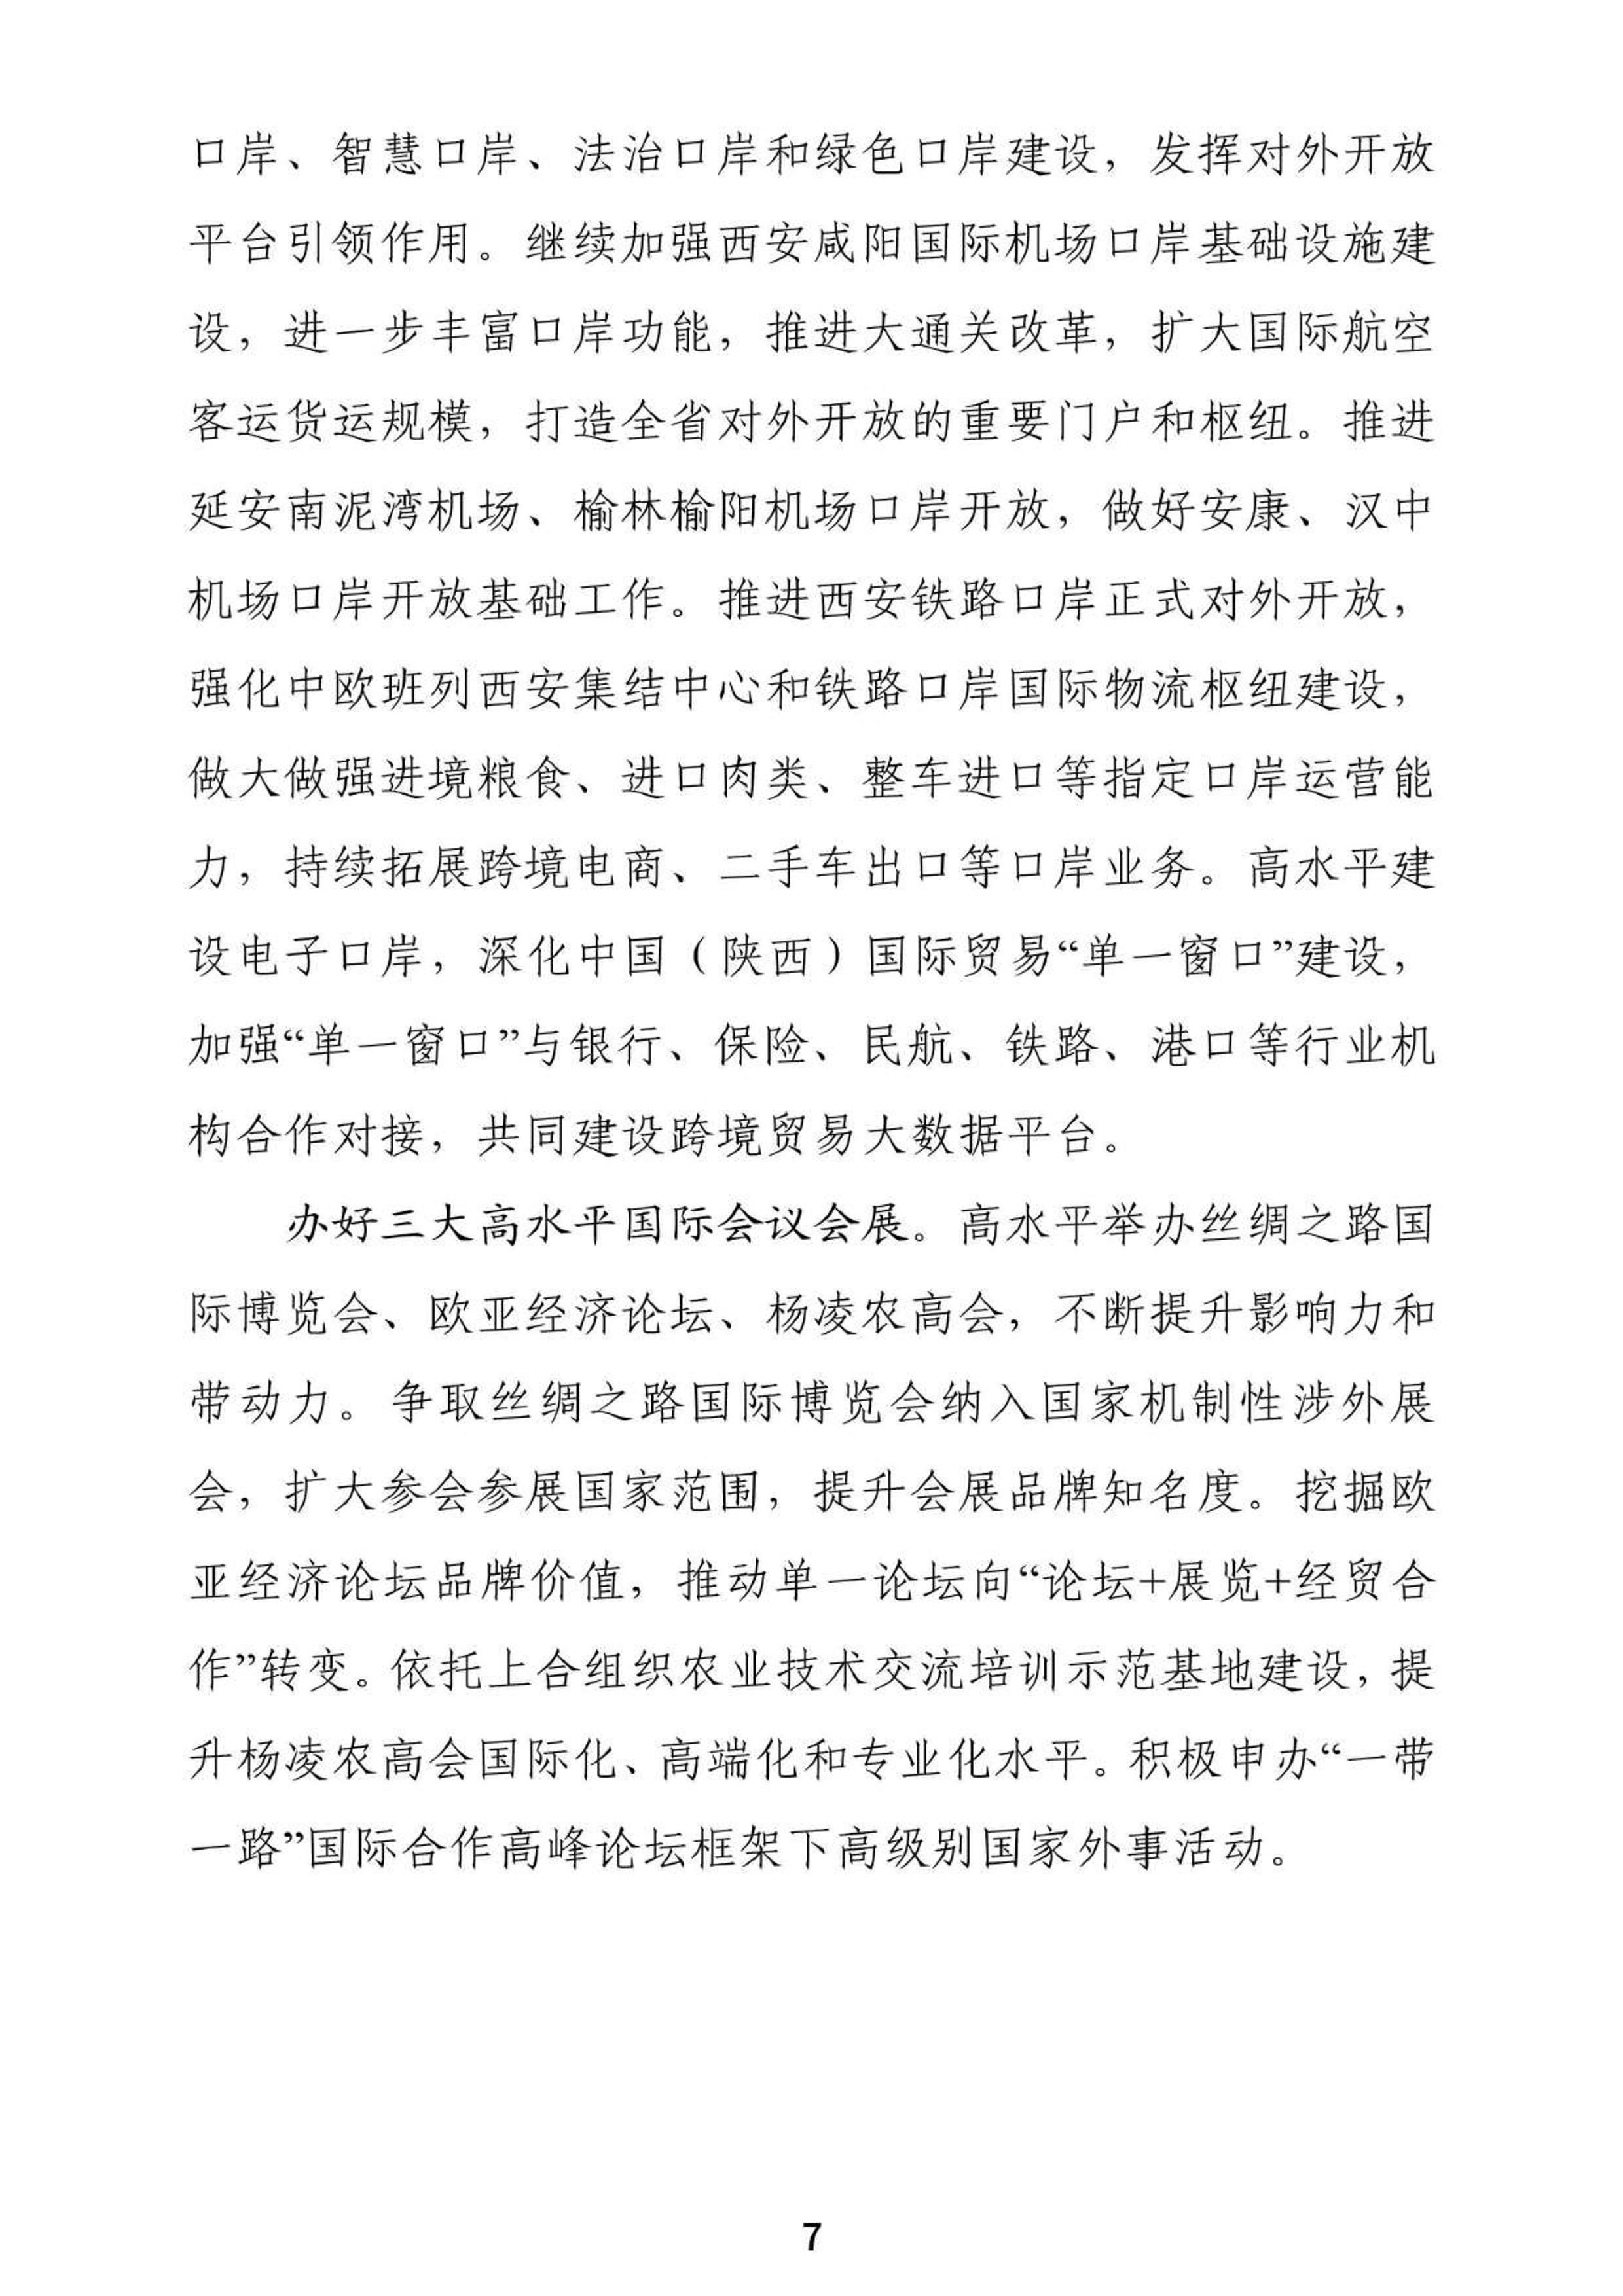 口岸、智慧口岸、法治口岸和绿色口岸建设，发挥对外开放
平台引领作用。继续加强西安咸阳国际机场口岸基础设施建
设，进一步丰富口岸功能，推进大通关改革，扩大国际航空
客运货运规模，打造全省对外开放的重要门户和枢纽。推进
延安南泥湾机场、榆林榆阳机场口岸开放，做好安康、汉中
机场口岸开放基础工作。推进西安铁路口岸正式对外开放，
强化中欧班列西安集结中心和铁路口岸国际物流枢纽建设，
做大做强进境粮食、进口肉类、整车进口等指定口岸运营能
力，持续拓展跨境电商、二手车出口等口岸业务。高水平建
设电子口岸，深化中国（陕西）国际贸易“单一窗口”建设，
加强“单一窗口”与银行、保险、民航、铁路、港口等行业机
构合作对接，共同建设跨境贸易大数据平台。
办好三大高水平国际会议会展。高水平举办丝绸之路国
际博览会、欧亚经济论坛、杨凌农高会，不断提升影响力和
带动力。争取丝绸之路国际博览会纳入国家机制性涉外展
会，扩大参会参展国家范围，提升会展品牌知名度。挖掘欧
亚经济论坛品牌价值，推动单一论坛向“论坛+展览+经贸合
作”转变。依托上合组织农业技术交流培训示范基地建设，提
升杨凌农高会国际化、高端化和专业化水平。积极申办“一带
一路”国际合作高峰论坛框架下高级别国家外事活动。
7